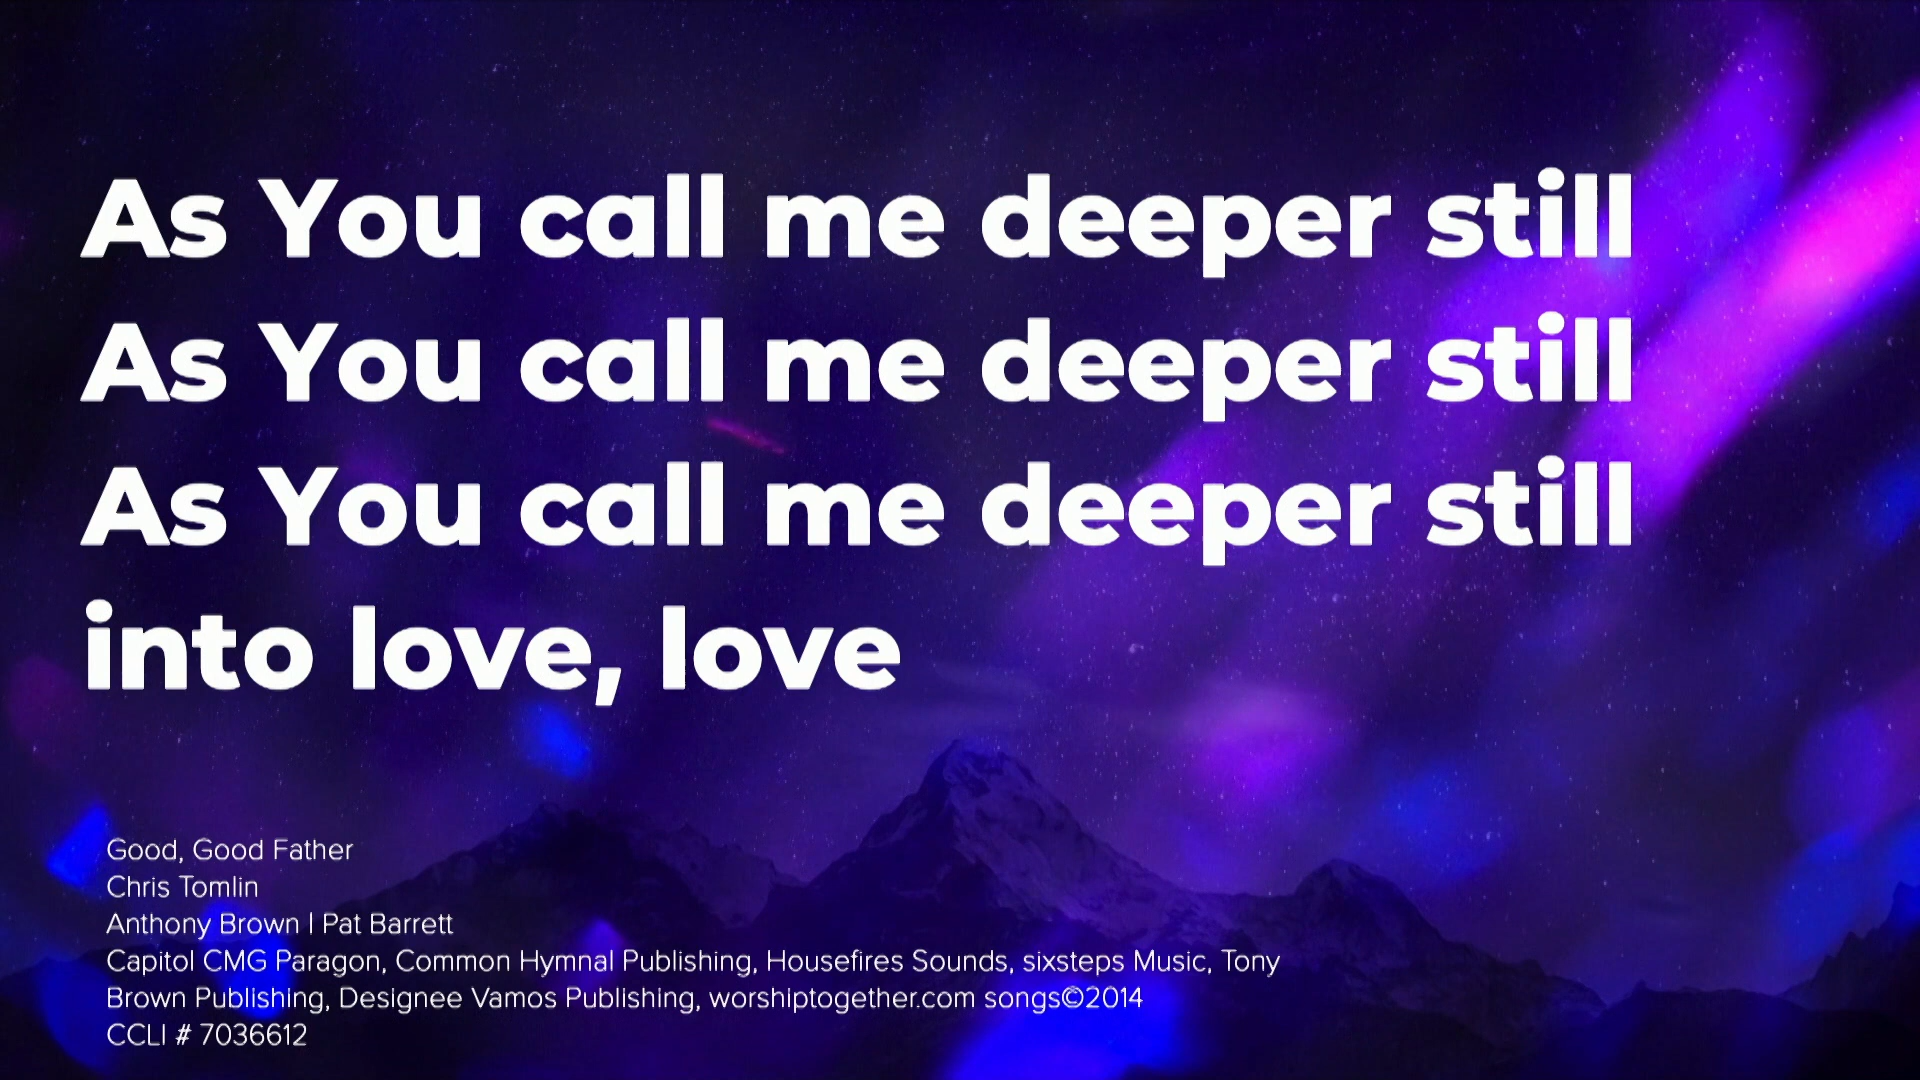 As You call me deeper still
As You call me deeper still
As You call me deeper still
into love, love
Good, Good Father
Chris Tomlin
Anthony Brown | Pat Barrett
Capitol CMG Paragon, Common Hymnal Publishing, Housefires Sounds, sixsteps Music, Tony
Brown Publishing, Designee Vamos Publishing, worshiptogether.com songs©2014
CCLI # 7036612